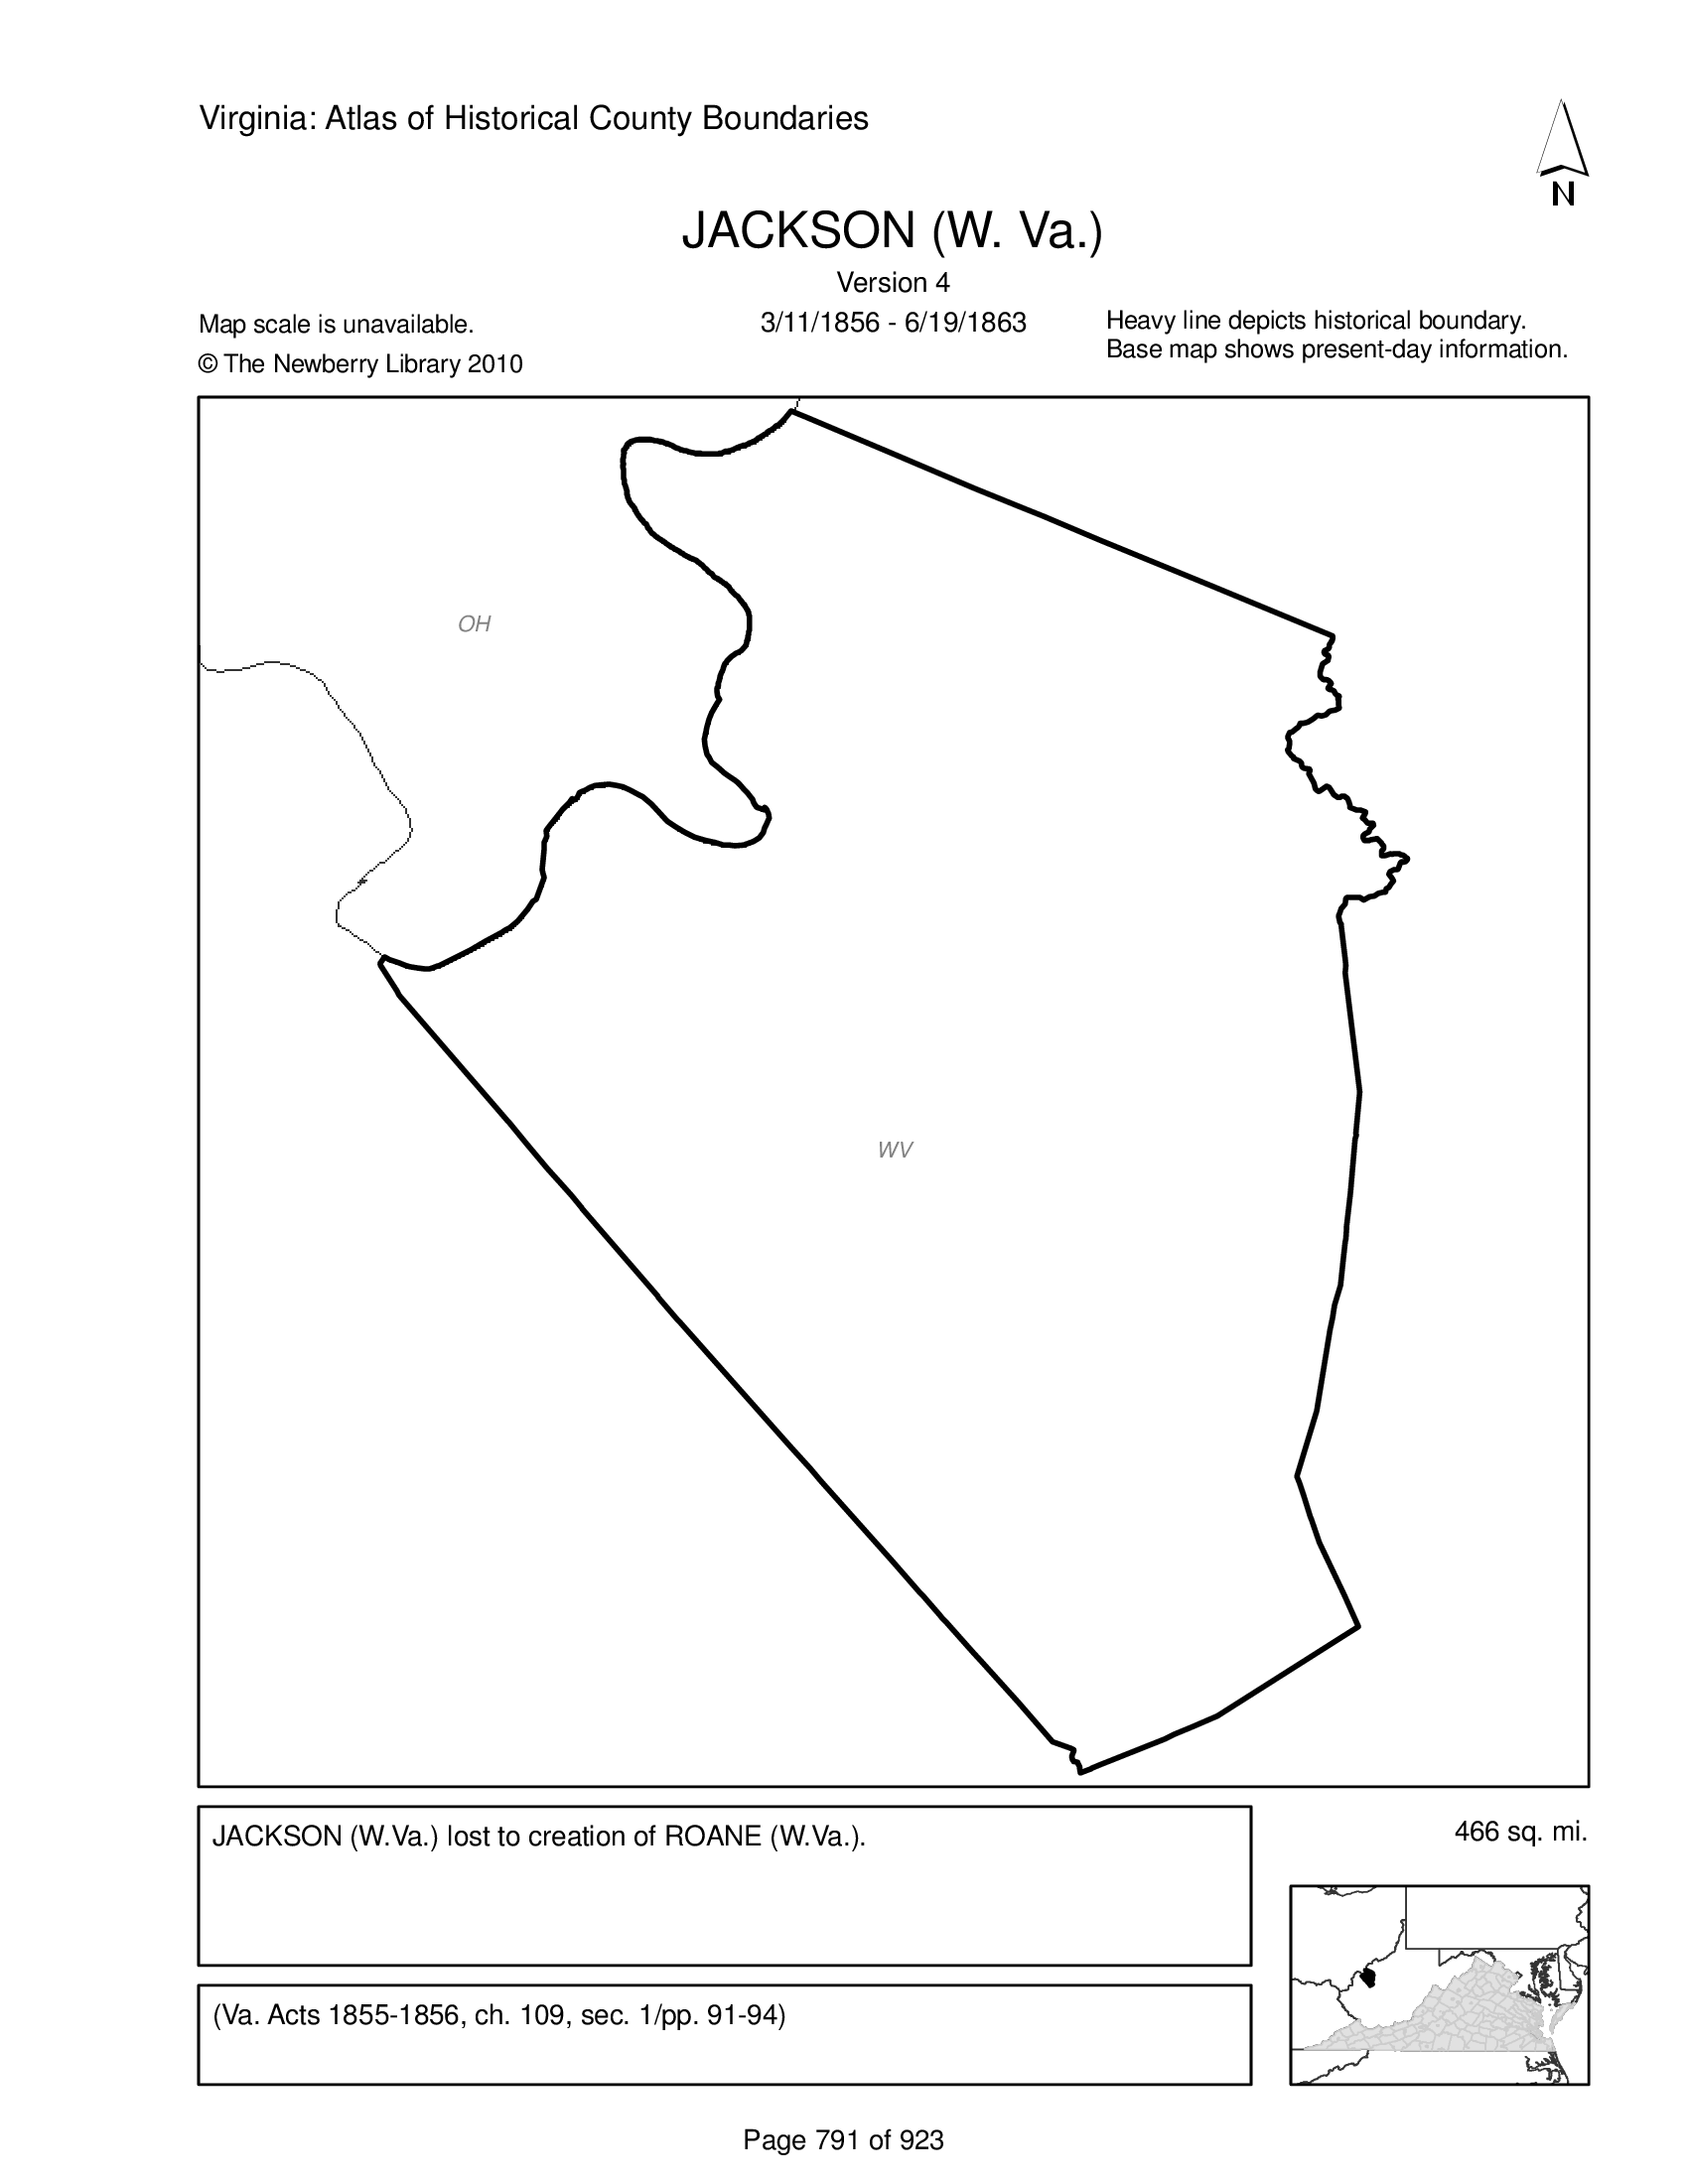 Virginia: Atlas of Historical County Boundaries
N
JACKSON (W. Va.)
Version 4
3/11/1856 - 6/19/1863
Map scale is unavailable.
© The Newberry Library 2010
Heavy line depicts historical boundary.
Base map shows present-day information.
OH
WV
JACKSON (W.Va.) lost to creation of ROANE (W.Va.).
466 sq. mi.
(Va. Acts 1855-1856, ch. 109, sec. 1/pp. 91-94)
Page 791 of 923